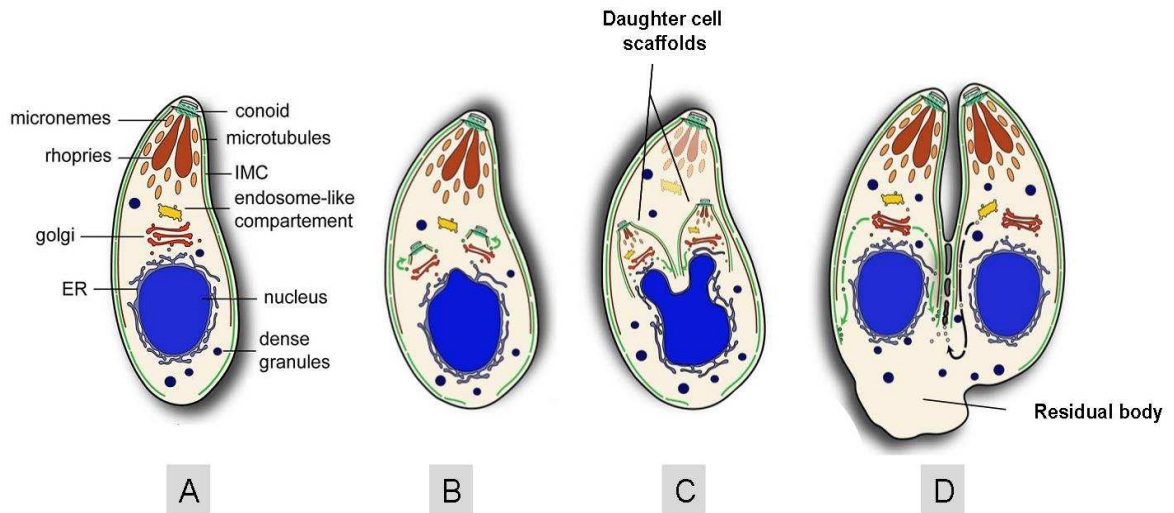 Daughter cell
scaffolds
micronemes
rhopries
golgi
ER
conoid
microtubules
IMC
endosome-like
compartement
nucleus
dense
granules
Residual body
A
B
C
D